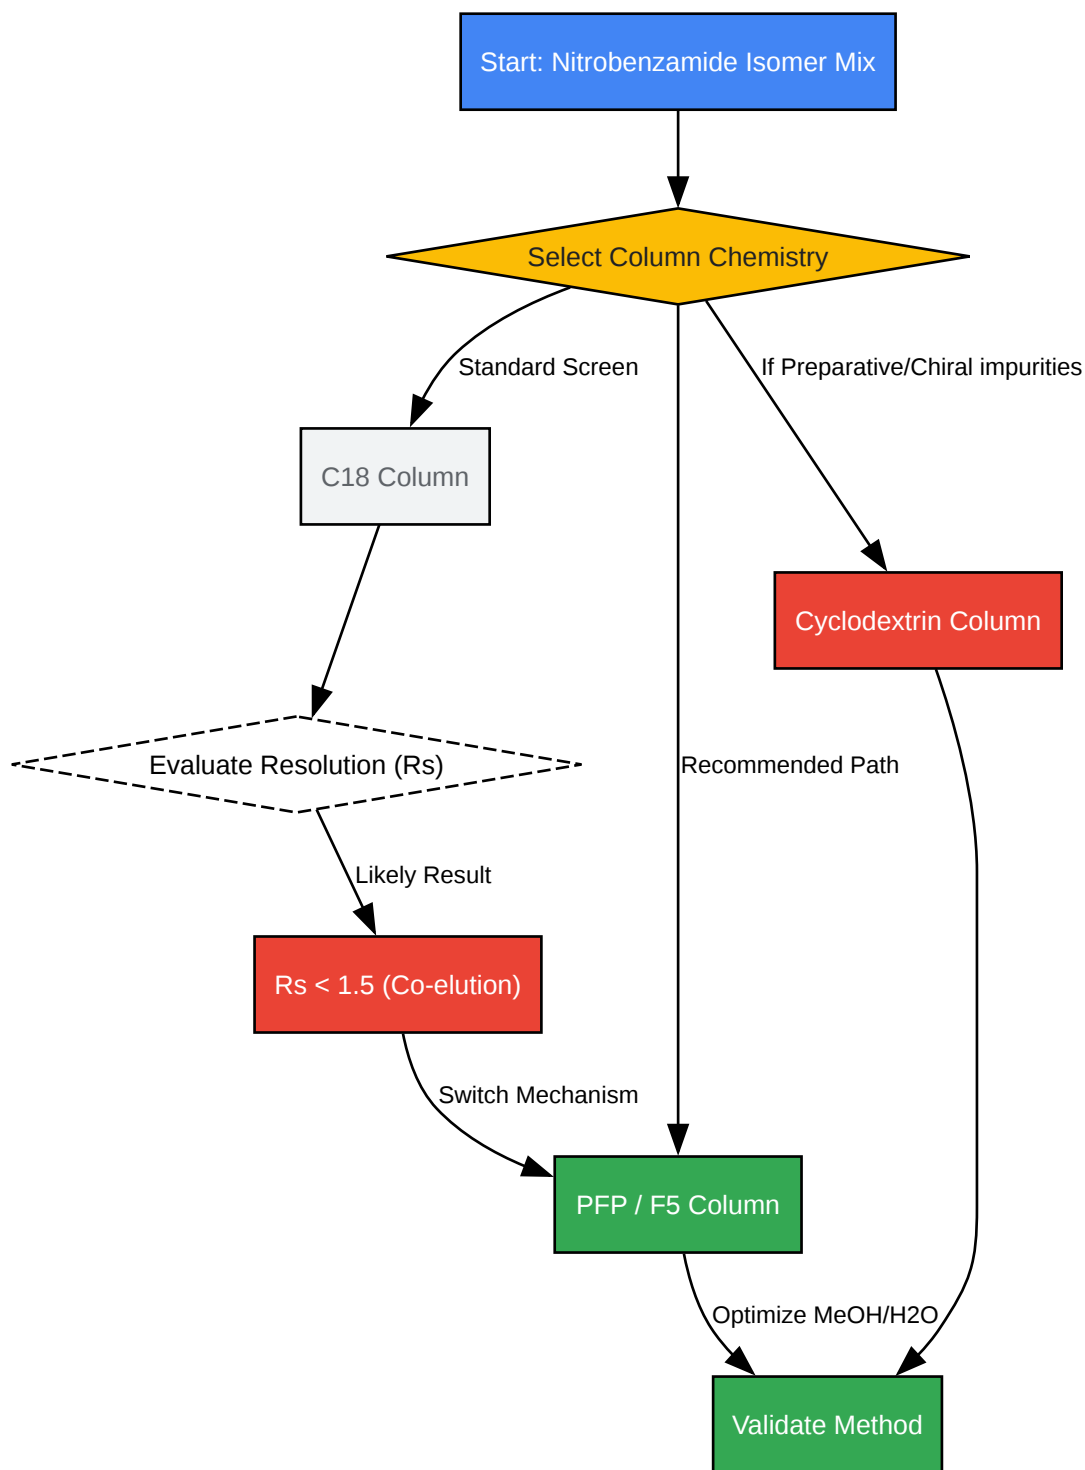 Start: Nitrobenzamide Isomer Mix
Select Column Chemistry
Standard Screen
If Preparative/Chiral impurities
C18 Column
Cyclodextrin Column
Evaluate Resolution (Rs)
Recommended Path
Likely Result
Rs < 1.5 (Co-elution)
Switch Mechanism
PFP / F5 Column
Optimize MeOH/H2O
Validate Method